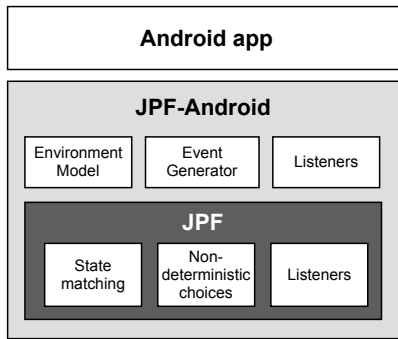 Android app
JPF-Android
Environment
Model
Event
Generator
Listeners
JPF
State
matching
Non-
deterministic
choices
Listeners